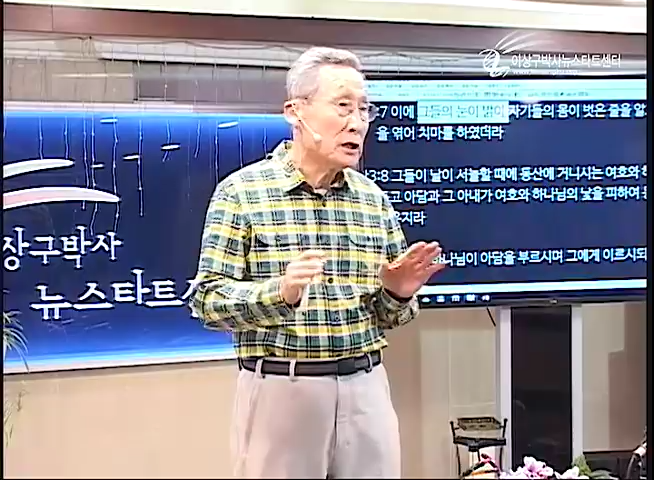 이상구박사뉴스타트센터
:7 이에 그들의 눈이 밝아 자기들의 몸이 벗은 줄을 알
을 엮어 치마를 하였더라
3:8 그들이 날이 서늘할 때에 동산에 거니시는 여호와
고 아담과 그 아내가 여호와 하나님의 낯을 피하여
은지라
하나님이 아담을 부르시며 그에게 이르시되
상구박사
뉴스타트